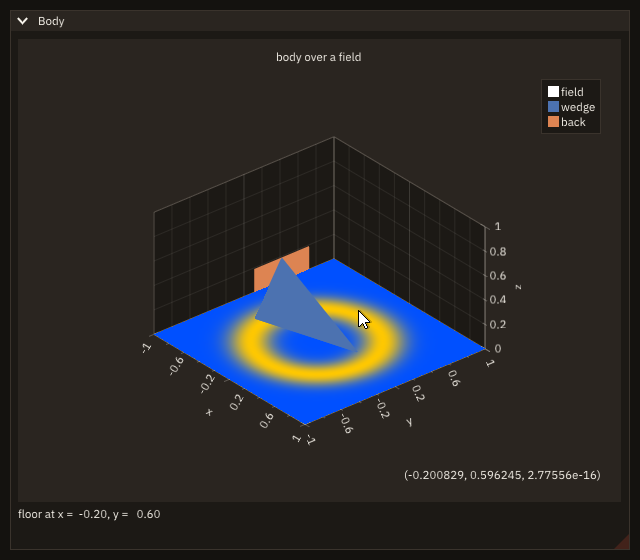 Body
body over a field
field
wedge
back
1
0.8
0.6
0.4
0.2
0
z
-1
-0.6
-0.2
0.2
0.6
1
x
-1
-0.6
-0.2
0.2
0.6
1
y
(-0.200829, 0.596245, 2.77556e-16)
floor at x = -0.20, y = 0.60